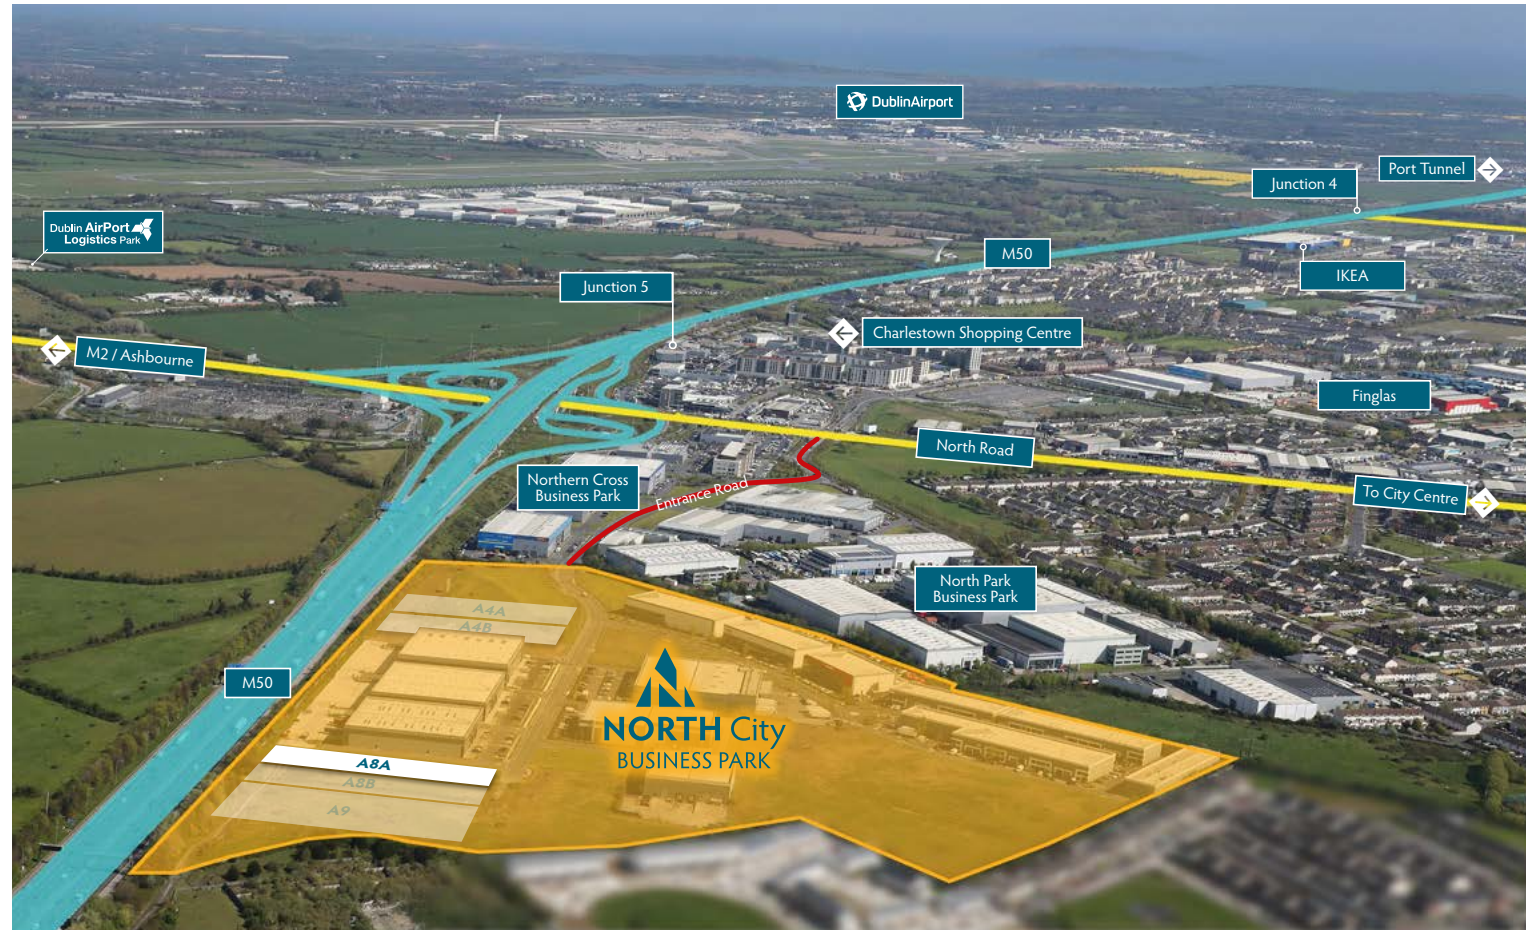 DublinAirport
Port Tunnel
Junction 4
Dublin AirPort
Logistics Park
M50
IKEA
Junction 5
Charlestown Shopping Centre
M2 / Ashbourne
Finglas
North Road
Northern Cross
Business Park
Entrance Road
To City Centre
North Park
Business Park
A4A
A4B
M50
NORTH City
BUSINESS PARK
A8A
A8B
A9